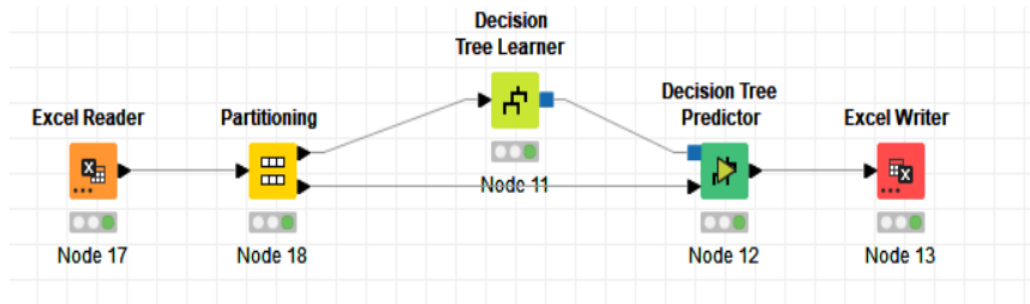 Decision
Tree Learner
Excel Reader
Partitioning
Decision Tree
Predictor
Excel Writer
Node 11
Node 17
Node 18
Node 12
Node 13